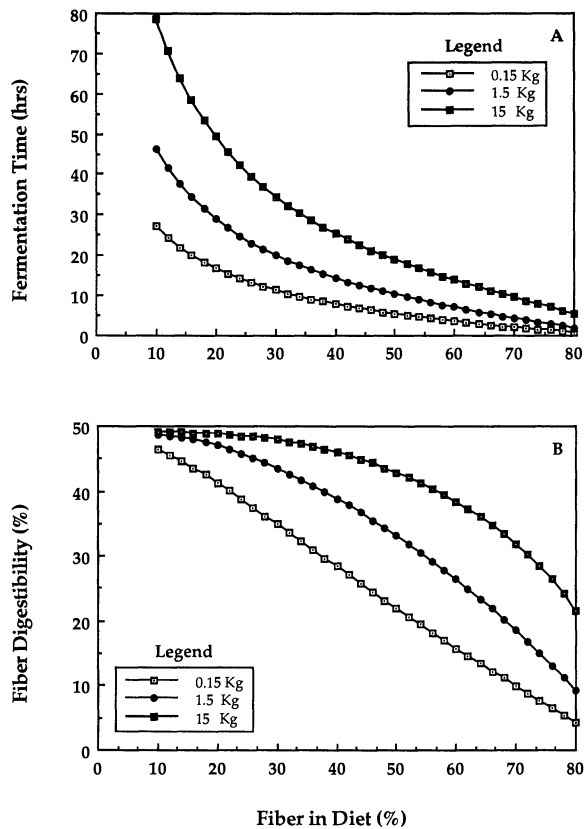 A
Legend
0.15 Kg
1.5 Kg
15 Kg
Fermentation Time (hrs)
80
70
60
50
40
30
20
10
0
0 10 20 30 40 50 60 70 80
B
Fiber Digestibility (%)
50
40
30
20
10
0
Legend
0.15 Kg
1.5 Kg
15 Kg
0 10 20 30 40 50 60 70 80
Fiber in Diet (%)